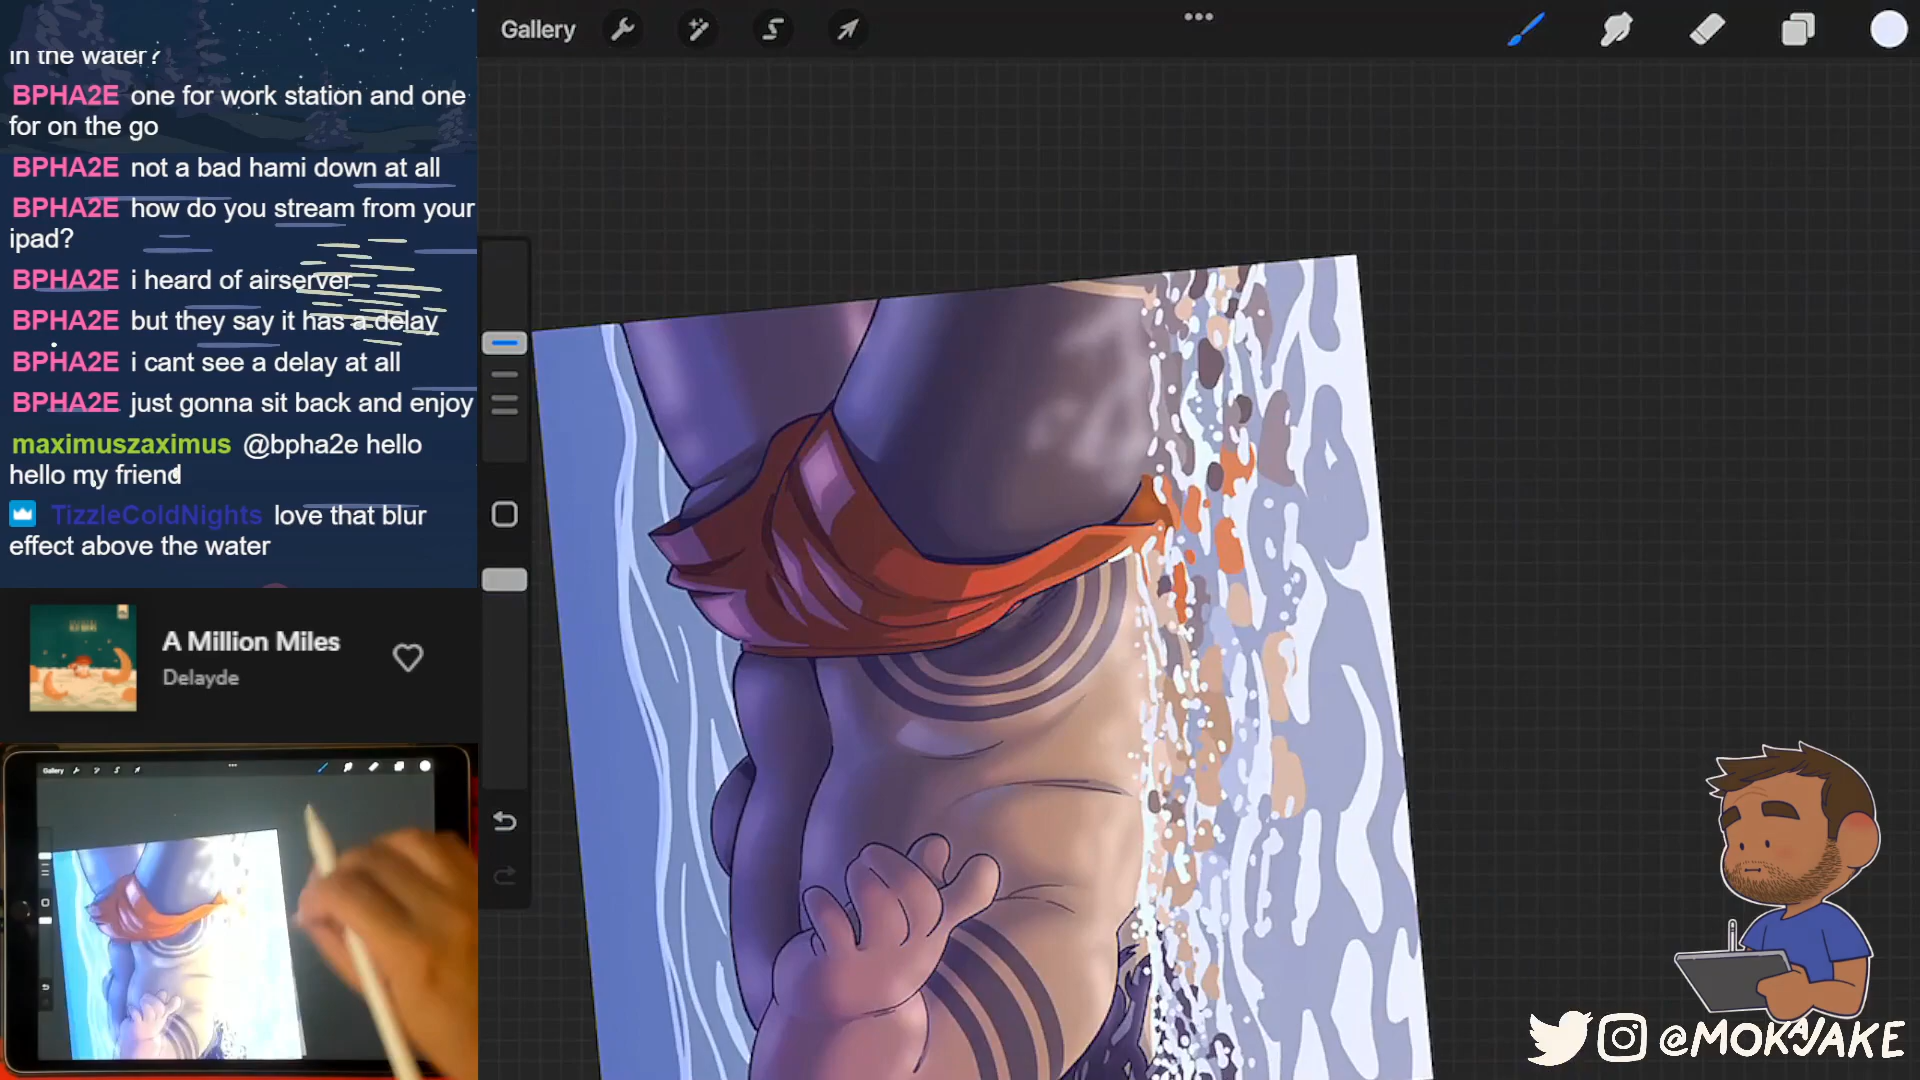 in the water?
BPHA2E one for work station and one
for on the go
BPHA2E not a bad hami down at all
BPHA2E how do you stream from your
ipad?
BPHA2E i heard of airserver
BPHA2E but they say it has a delay
BPHA2E i cant see a delay at all
BPHA2E just gonna sit back and enjoy
maximuszaximus @bpha2e hello
hello my friend
TizzleColdNights love that blur
effect above the water
A Million Miles
Delayde
Gallery
Gallery
@MOKAJAKE